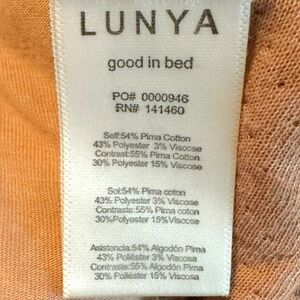 LUNYA
good in bed
PO# 0000946
RN# 141460
Self:54% Pima Cotton
43% Polyester 3% Viscose
Contrast:55% Pima Cotton
30% Polyester 15% Viscose
Soi:54% Pima coton
43% Polyester 3% Viscose
Contraste:55% Pima coton
30%Polyester 15%Viscose
Asistencia:54% Algodón Pima
43% Poliéster 3% Viscosa
Contraste:55% Algodón Pima
30% Poliéster 15% Viscosa